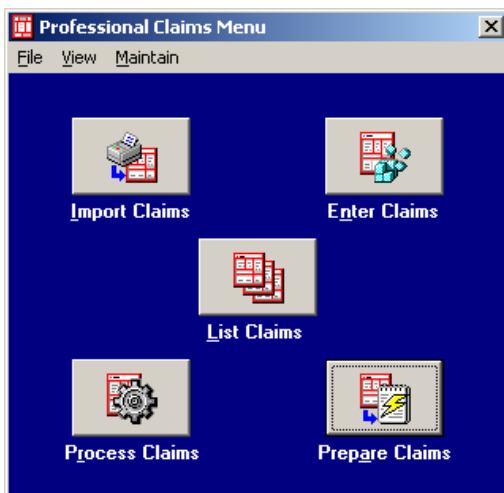 Professional Claims Menu
File View Maintain
Import Claims
Enter Claims
List Claims
Process Claims
Prepare Claims